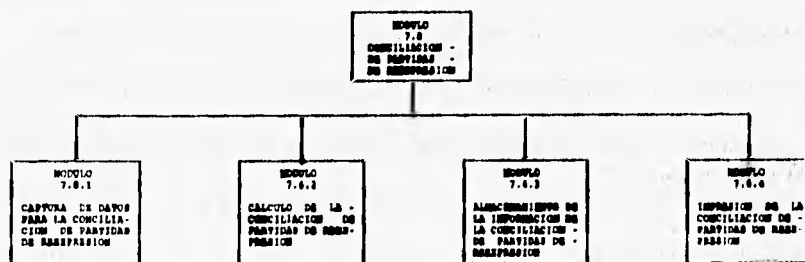 MODULO
7.6
CONCILIACION -
DE PARTIDAS -
DE REEXPRESION
MODULO
7.6.1
CAPTURA DE DATOS
PARA LA CONCILIA-
CION DE PARTIDAS
DE REEXPRESION
MODULO
7.6.2
CALCULO DE LA -
CONCILIACION DE
PARTIDAS DE REEX-
PRESION
MODULO
7.6.3
ALMACENAMIENTO DE
LA INFORMACION DE
LA CONCILIACION -
DE PARTIDAS DE -
REEXPRESION
MODULO
7.6.4
IMPRESION DE LA
CONCILIACION DE -
PARTIDAS DE REEX-
PRESION